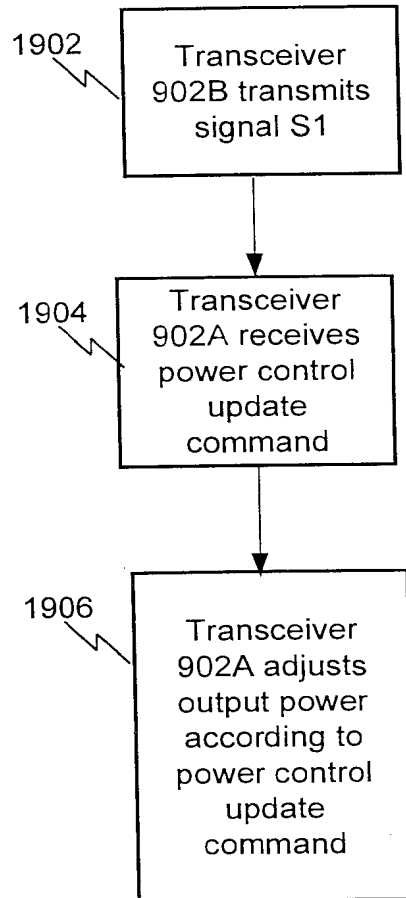 1902
Transceiver
902B transmits
signal S1
1904
Transceiver
902A receives
power control
update
command
1906
Transceiver
902A adjusts
output power
according to
power control
update
command